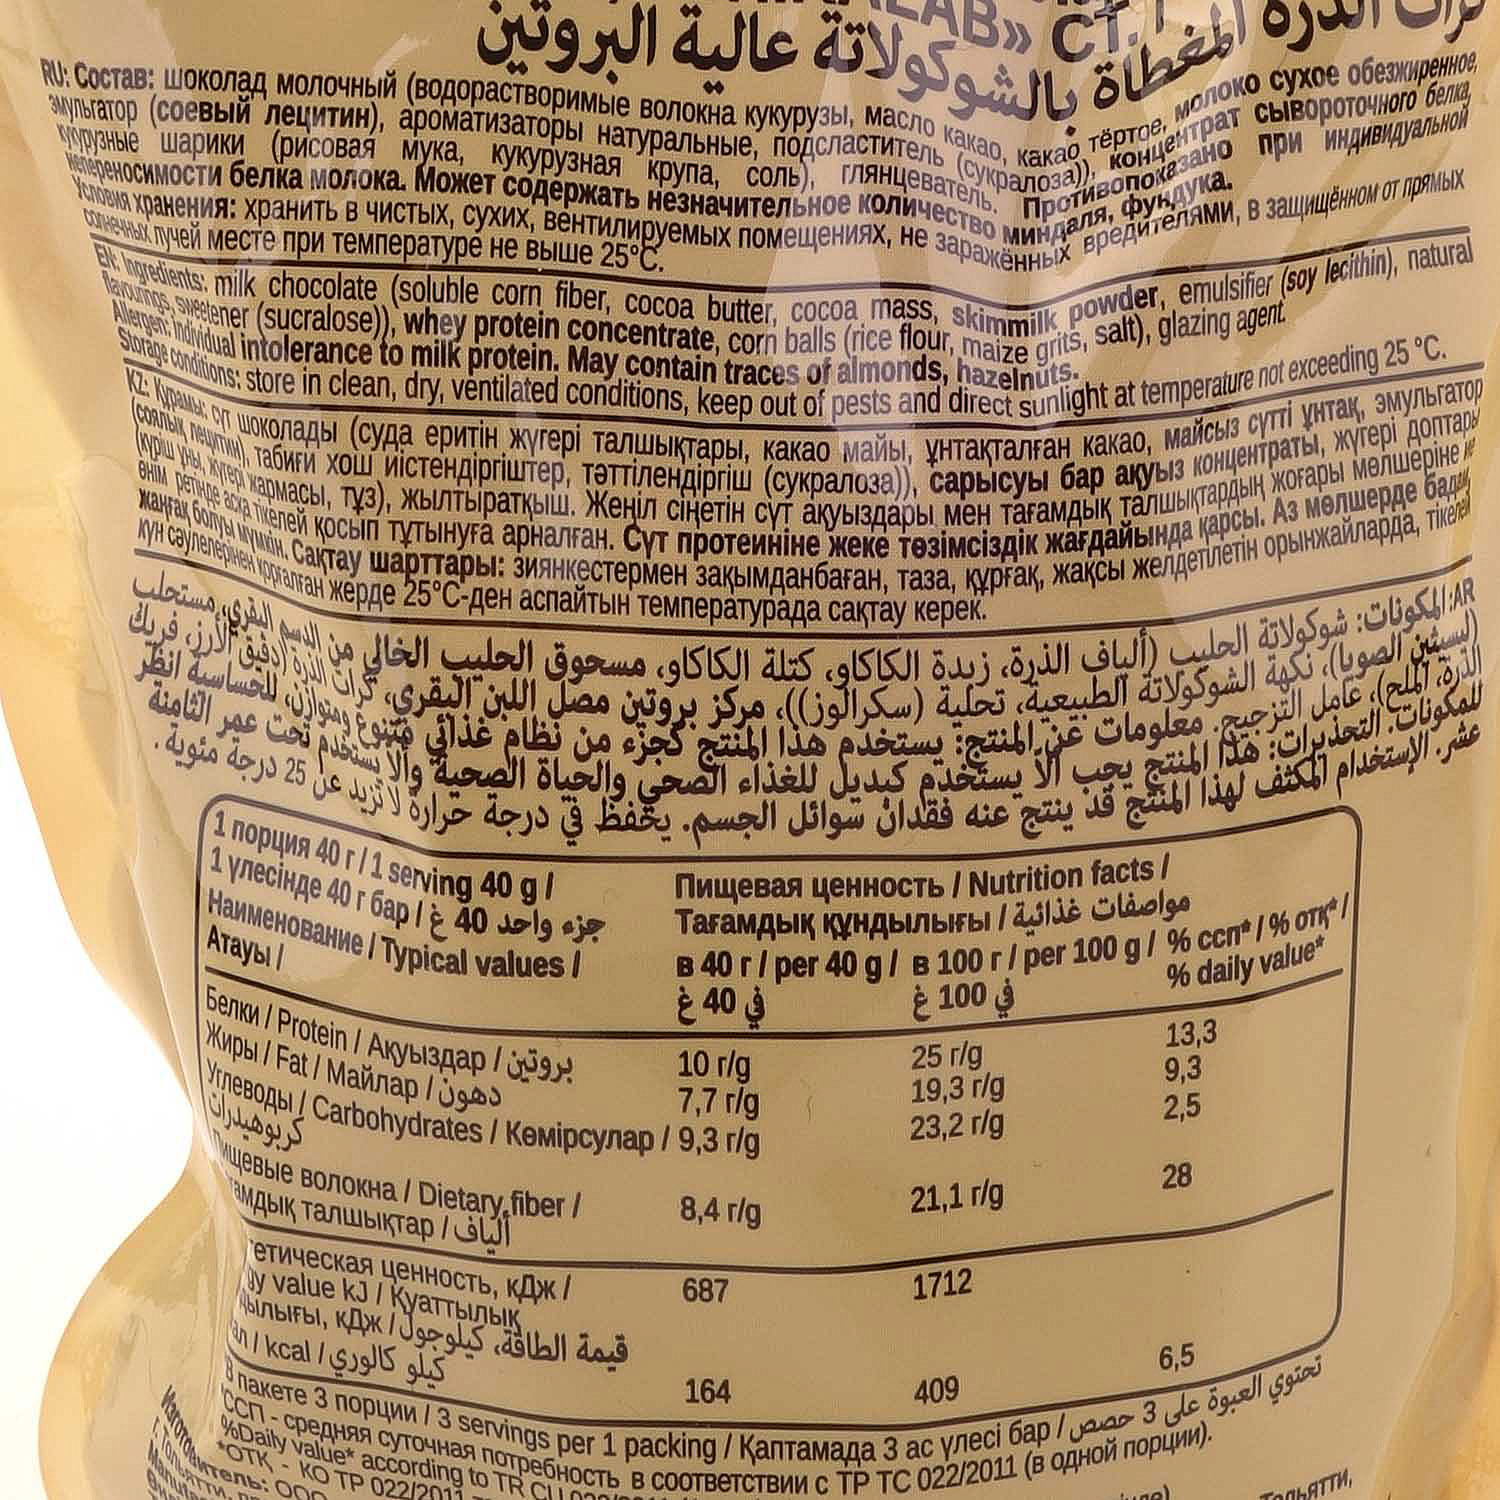 LAB» СТ.
كرات الذرة المغطاة بالشوكولاتة عالية البروتين
RU: Состав: шоколад молочный (водорастворимые волокна кукурузы, масло какао, какао тёртое, молоко сухое обезжиренное,
эмульгатор (соевый лецитин), ароматизаторы натуральные, подсластитель (сукралоза)), концентрат сывороточного белка,
кукурузные шарики (рисовая мука, кукурузная крупа, соль), глянцеватель. Противопоказано при индивидуальной
непереносимости белка молока. Может содержать незначительное количество миндаля, фундука.
Условия хранения: хранить в чистых, сухих, вентилируемых помещениях, не заражённых вредителями, в защищённом от прямых
солнечных лучей месте при температуре не выше 25°С.
EN: Ingredients: milk chocolate (soluble corn fiber, cocoa butter, cocoa mass, skimmilk powder, emulsifier (soy lecithin), natural
flavourings, sweetener (sucralose)), whey protein concentrate, corn balls (rice flour, maize grits, salt), glazing agent.
Allergen: Individual intolerance to milk protein. May contain traces of almonds, hazelnuts.
Storage conditions: store in clean, dry, ventilated conditions, keep out of pests and direct sunlight at temperature not exceeding 25 °C.
KZ: Құрамы: сүт шоколады (суда еритін жүгері талшықтары, какао майы, ұнтақталған какао, майсыз сүтті ұнтақ, эмульгатор
(соялық лецитин), табиғи хош иістендіргіштер, тәттілендіргіш (сукралоза)), сарысуы бар ақуыз концентраты, жүгері доптары
(күріш ұны, жүгері жармасы, тұз), жылтыратқыш. Жеңіл сіңетін сүт ақуыздары мен тағамдық талшықтардың жоғары мөлшеріне ие
өнім ретінде асқа тікелей қосып тұтынуға арналған. Сүт протеиніне жеке төзімсіздік жағдайында қарсы. Аз мөлшерде бадам,
жаңғақ болуы мүмкін. Сақтау шарттары: зиянкестермен зақымданбаған, таза, құрғақ, жақсы желдетілетін орынжайларда, тікелей
күн сәулелерінен қорғалған жерде 25°С-ден аспайтын температурада сақтау керек.
AR: المكونات: شوكولاتة الحليب (ألياف الذرة، زبدة الكاكاو، كتلة الكاكاو، مسحوق الحليب الخالي من الدسم البقري، مستحلب
(ليسيثين الصويا)، نكهة الشوكولاتة الطبيعية، تحلية (سكرالوز))، مركز بروتين مصل اللبن البقري، كرات الذرة (دقيق الأرز، فريك
الذرة، الملح)، عامل التزجيج. معلومات عن المنتج: يستخدم هذا المنتج كجزء من نظام غذائي متنوع ومتوازن، للحساسية انظر
للمكونات. التحذيرات: هذا المنتج يجب ألا يستخدم كبديل للغذاء الصحي والحياة الصحية وألا يستخدم تحت عمر الثامنة
عشر. الإستخدام المكثف لهذا المنتج قد ينتج عنه فقدان سوائل الجسم. يحفظ في درجة حرارة لا تزيد عن 25 درجة مئوية.
1 порция 40 г / 1 serving 40 g /
1 үлесінде 40 г бар / جزء واحد 40 غ
Пищевая ценность / Nutrition facts /
Тағамдық құндылығы / مواصفات غذائية
Наименование / Typical values /
Атауы /
в 40 г / per 40 g /
في 40 غ
в 100 г / per 100 g /
في 100 غ
% ссп* / % отқ* /
% daily value*
Белки / Protein / Ақуыздар / بروتين 10 г/g 25 г/g 13,3
Жиры / Fat / Майлар / دهون 7,7 г/g 19,3 г/g 9,3
Углеводы / Carbohydrates / Көмірсулар / 9,3 г/g 23,2 г/g 2,5
كربوهيدرات
Пищевые волокна / Dietary fiber / 8,4 г/g 21,1 г/g 28
тамдық талшықтар / ألياف
етическая ценность, кДж / 687 1712
gy value kJ / Қуаттылық
дылығы, кДж / قيمة الطاقة، كيلوجول
ал / kcal / كيلو كالوري 164 409 6,5
В пакете 3 порции / 3 servings per 1 packing / Қаптамада 3 ас үлесі бар / تحتوي العبوة على 3 حصص
*ССП - средняя суточная потребность в соответствии с ТР ТС 022/2011 (в одной порции).
%Daily value* according to TR CU
*ОТҚ - КО ТР 022/2011
Изготовитель: ООО
г. Тольятти,
Тольятти,